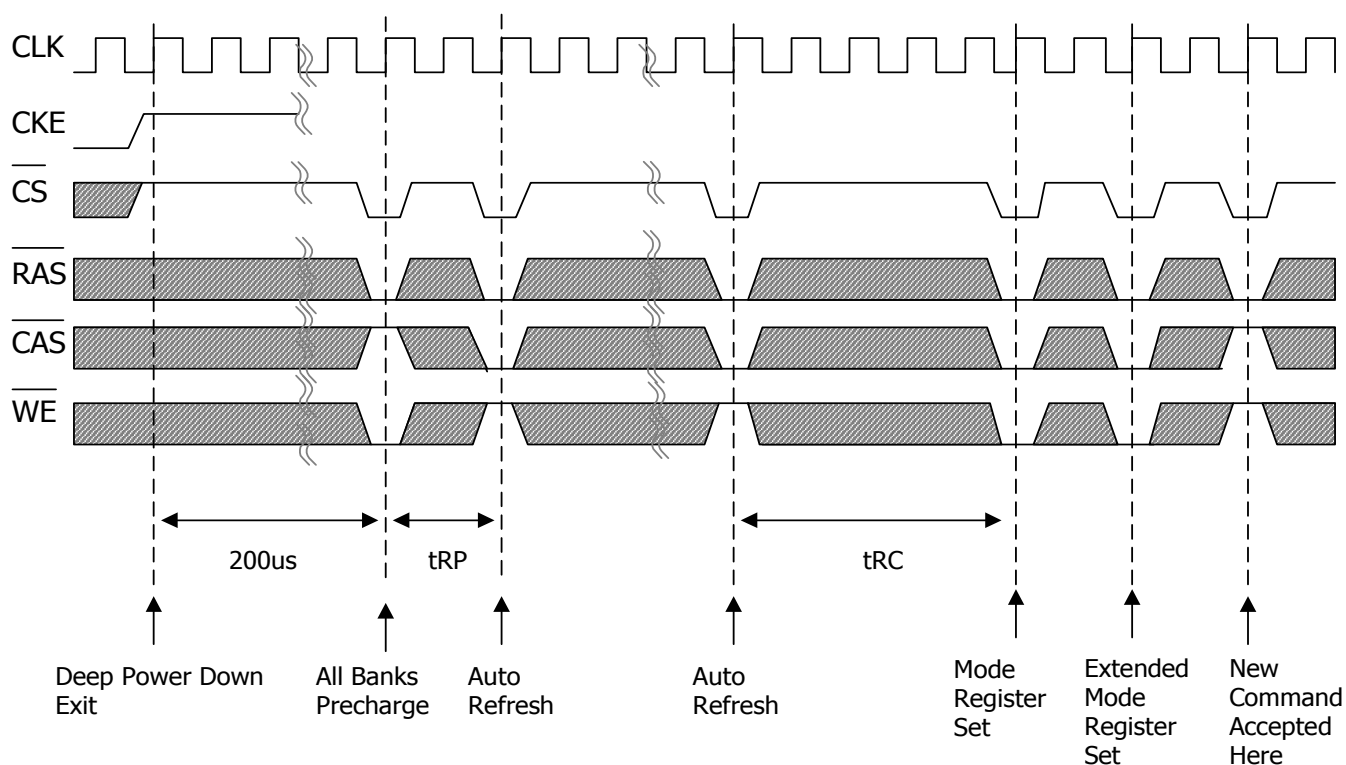 CLK
CKE
CS
RAS
CAS
WE
200us
tRP
tRC
Deep Power Down
Exit
All Banks
Precharge
Auto
Refresh
Auto
Refresh
Mode
Register
Set
Extended
Mode
Register
Set
New
Command
Accepted
Here